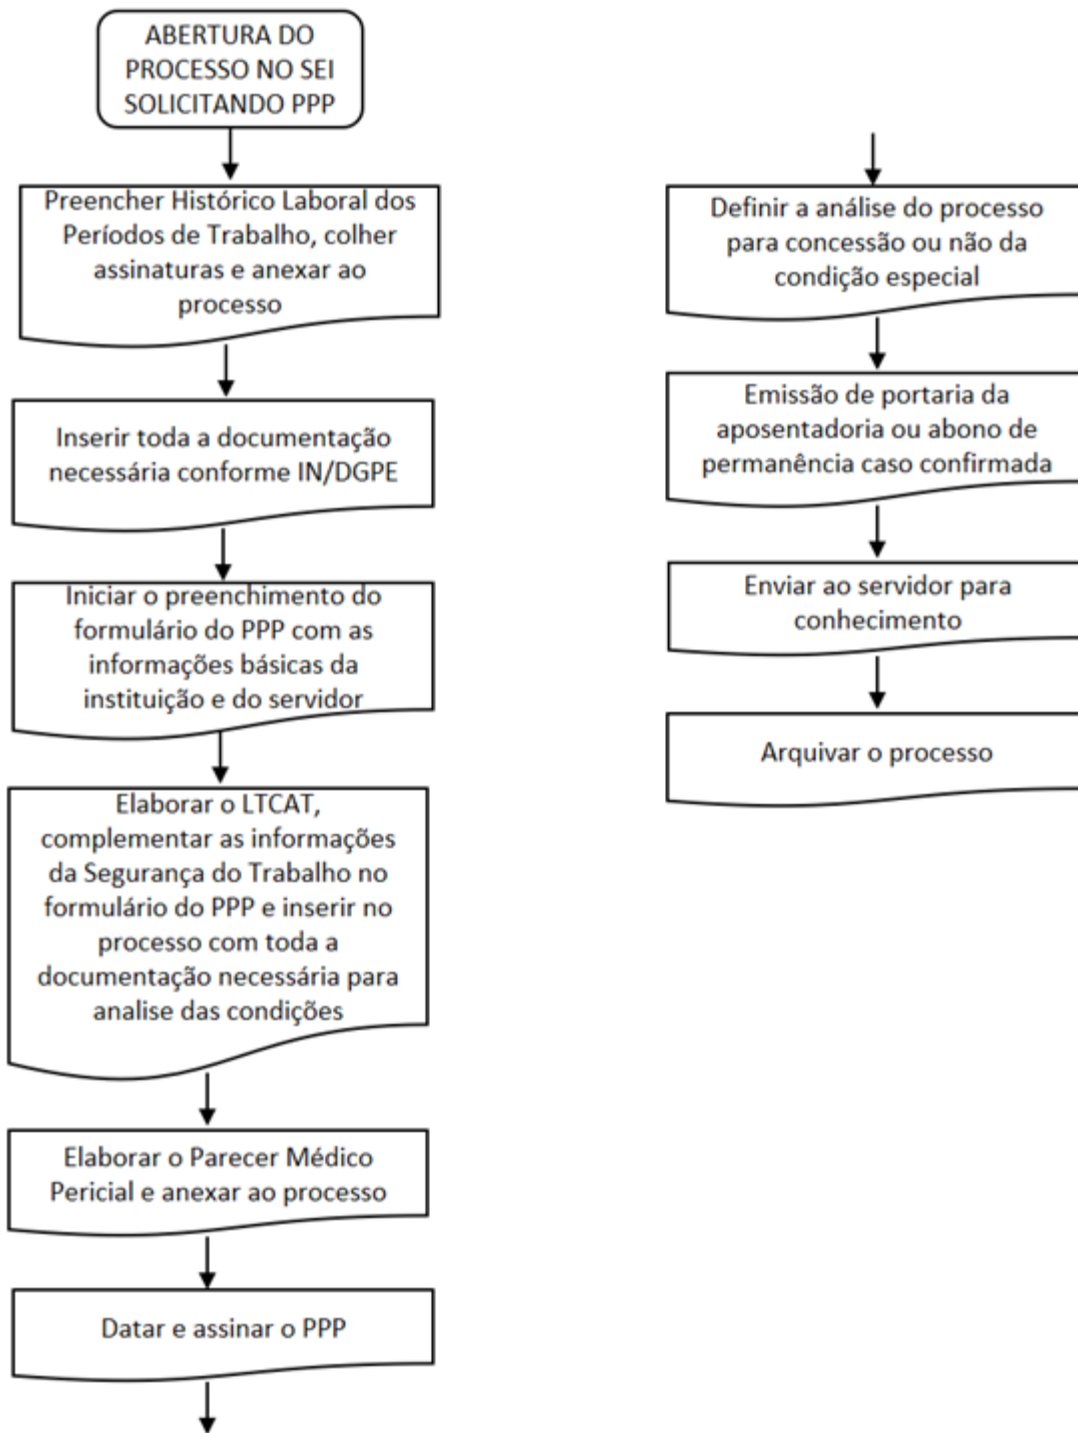 ABERTURA DO
PROCESSO NO SEI
SOLICITANDO PPP
Preencher Histórico Laboral dos
Períodos de Trabalho, colher
assinaturas e anexar ao
processo
Inserir toda a documentação
necessária conforme IN/DGPE
Iniciar o preenchimento do
formulário do PPP com as
informações básicas da
instituição e do servidor
Elaborar o LTCAT,
complementar as informações
da Segurança do Trabalho no
formulário do PPP e inserir no
processo com toda a
documentação necessária para
analise das condições
Elaborar o Parecer Médico
Pericial e anexar ao processo
Datar e assinar o PPP
Definir a análise do processo
para concessão ou não da
condição especial
Emissão de portaria da
aposentadoria ou abono de
permanência caso confirmada
Enviar ao servidor para
conhecimento
Arquivar o processo